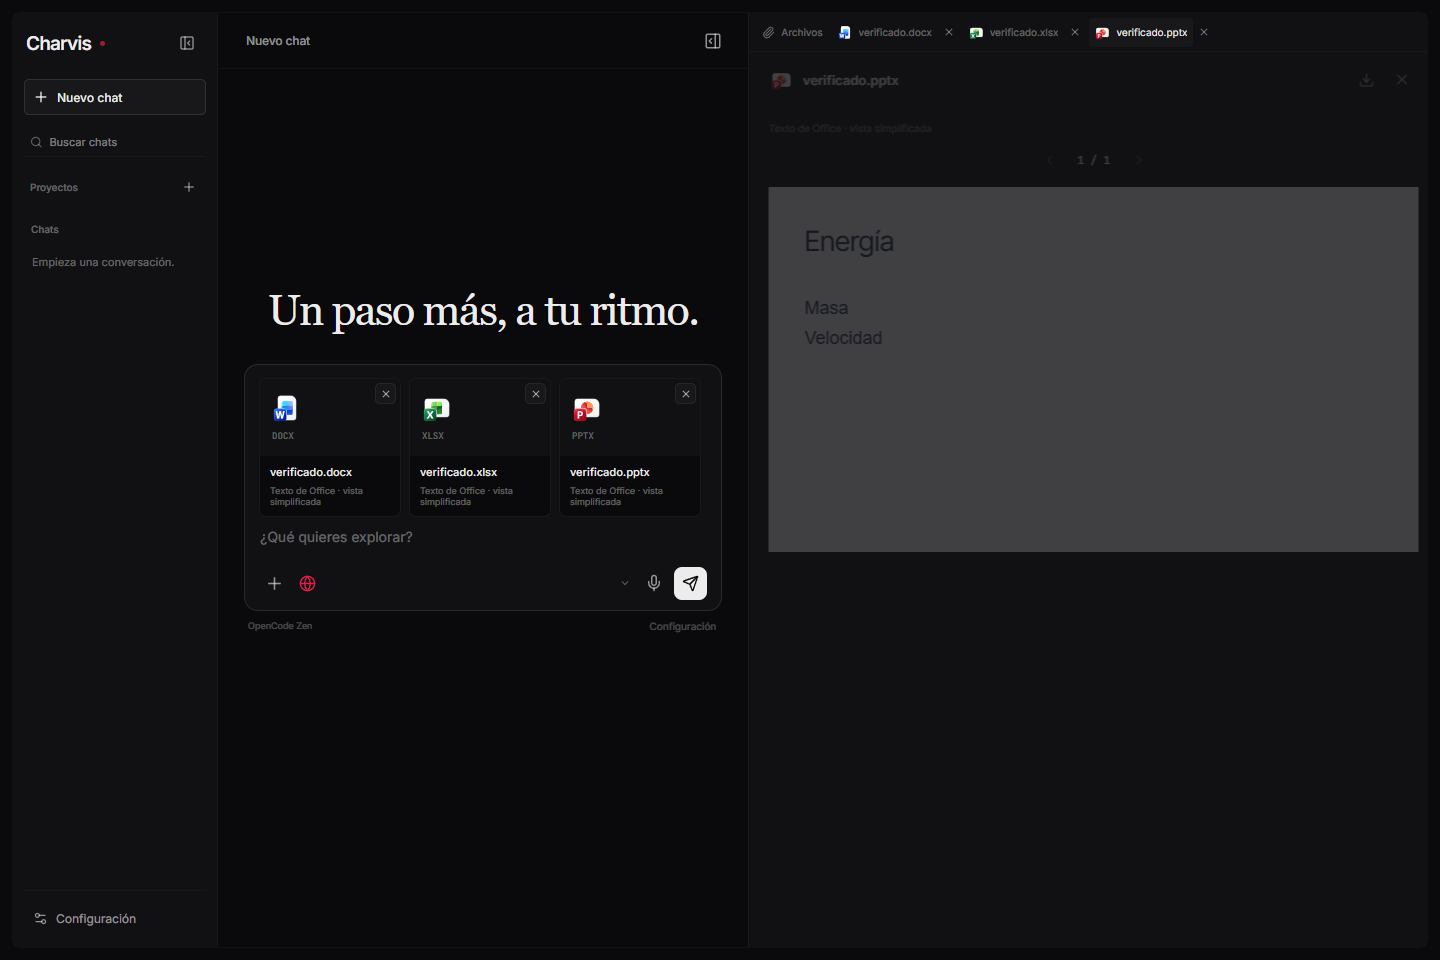 Charvis
Nuevo chat
Buscar chats
Proyectos
Chats
Empieza una conversación.
Configuración
Nuevo chat
Un paso más, a tu ritmo.
DOCX
verificado.docx
Texto de Office · vista
simplificada
XLSX
verificado.xlsx
Texto de Office · vista
simplificada
PPTX
verificado.pptx
Texto de Office · vista
simplificada
¿Qué quieres explorar?
OpenCode Zen
Configuración
Archivos
verificado.docx
verificado.xlsx
verificado.pptx
verificado.pptx
Texto de Office · vista simplificada
1 / 1
Energía
Masa
Velocidad